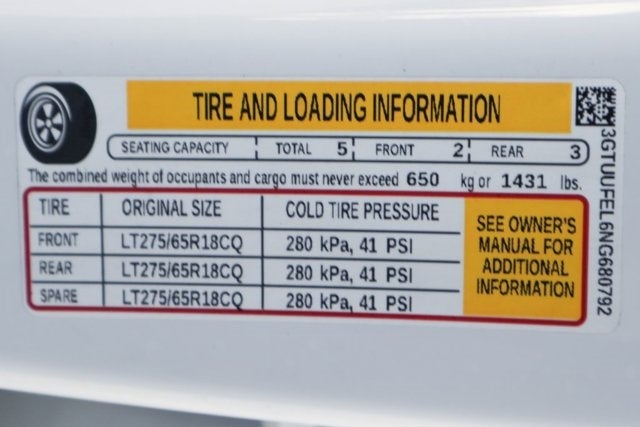 TIRE AND LOADING INFORMATION
SEATING CAPACITY TOTAL 5 FRONT 2 REAR 3
The combined weight of occupants and cargo must never exceed 650 kg or 1431 lbs.
TIRE ORIGINAL SIZE COLD TIRE PRESSURE
FRONT LT275/65R18CQ 280 kPa, 41 PSI
REAR LT275/65R18CQ 280 kPa, 41 PSI
SPARE LT275/65R18CQ 280 kPa, 41 PSI
SEE OWNER'S
MANUAL FOR
ADDITIONAL
INFORMATION
3GTUUFEL6NG680792